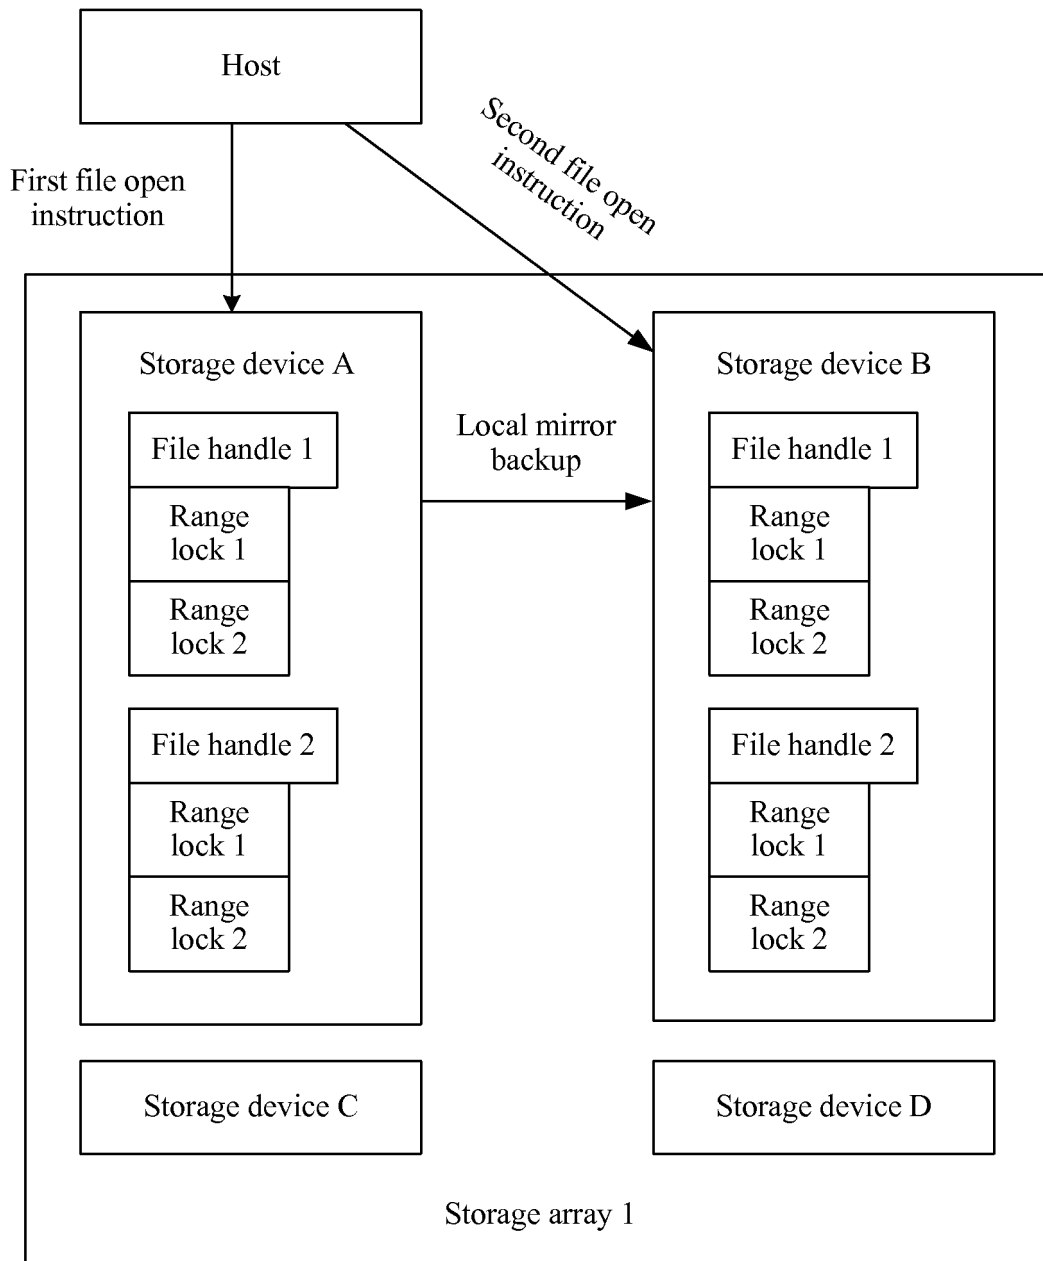 Host
First file open
instruction
Second file open
instruction
Storage device A
File handle 1
Range
lock 1
Range
lock 2
File handle 2
Range
lock 1
Range
lock 2
Local mirror
backup
Storage device B
File handle 1
Range
lock 1
Range
lock 2
File handle 2
Range
lock 1
Range
lock 2
Storage device C
Storage device D
Storage array 1